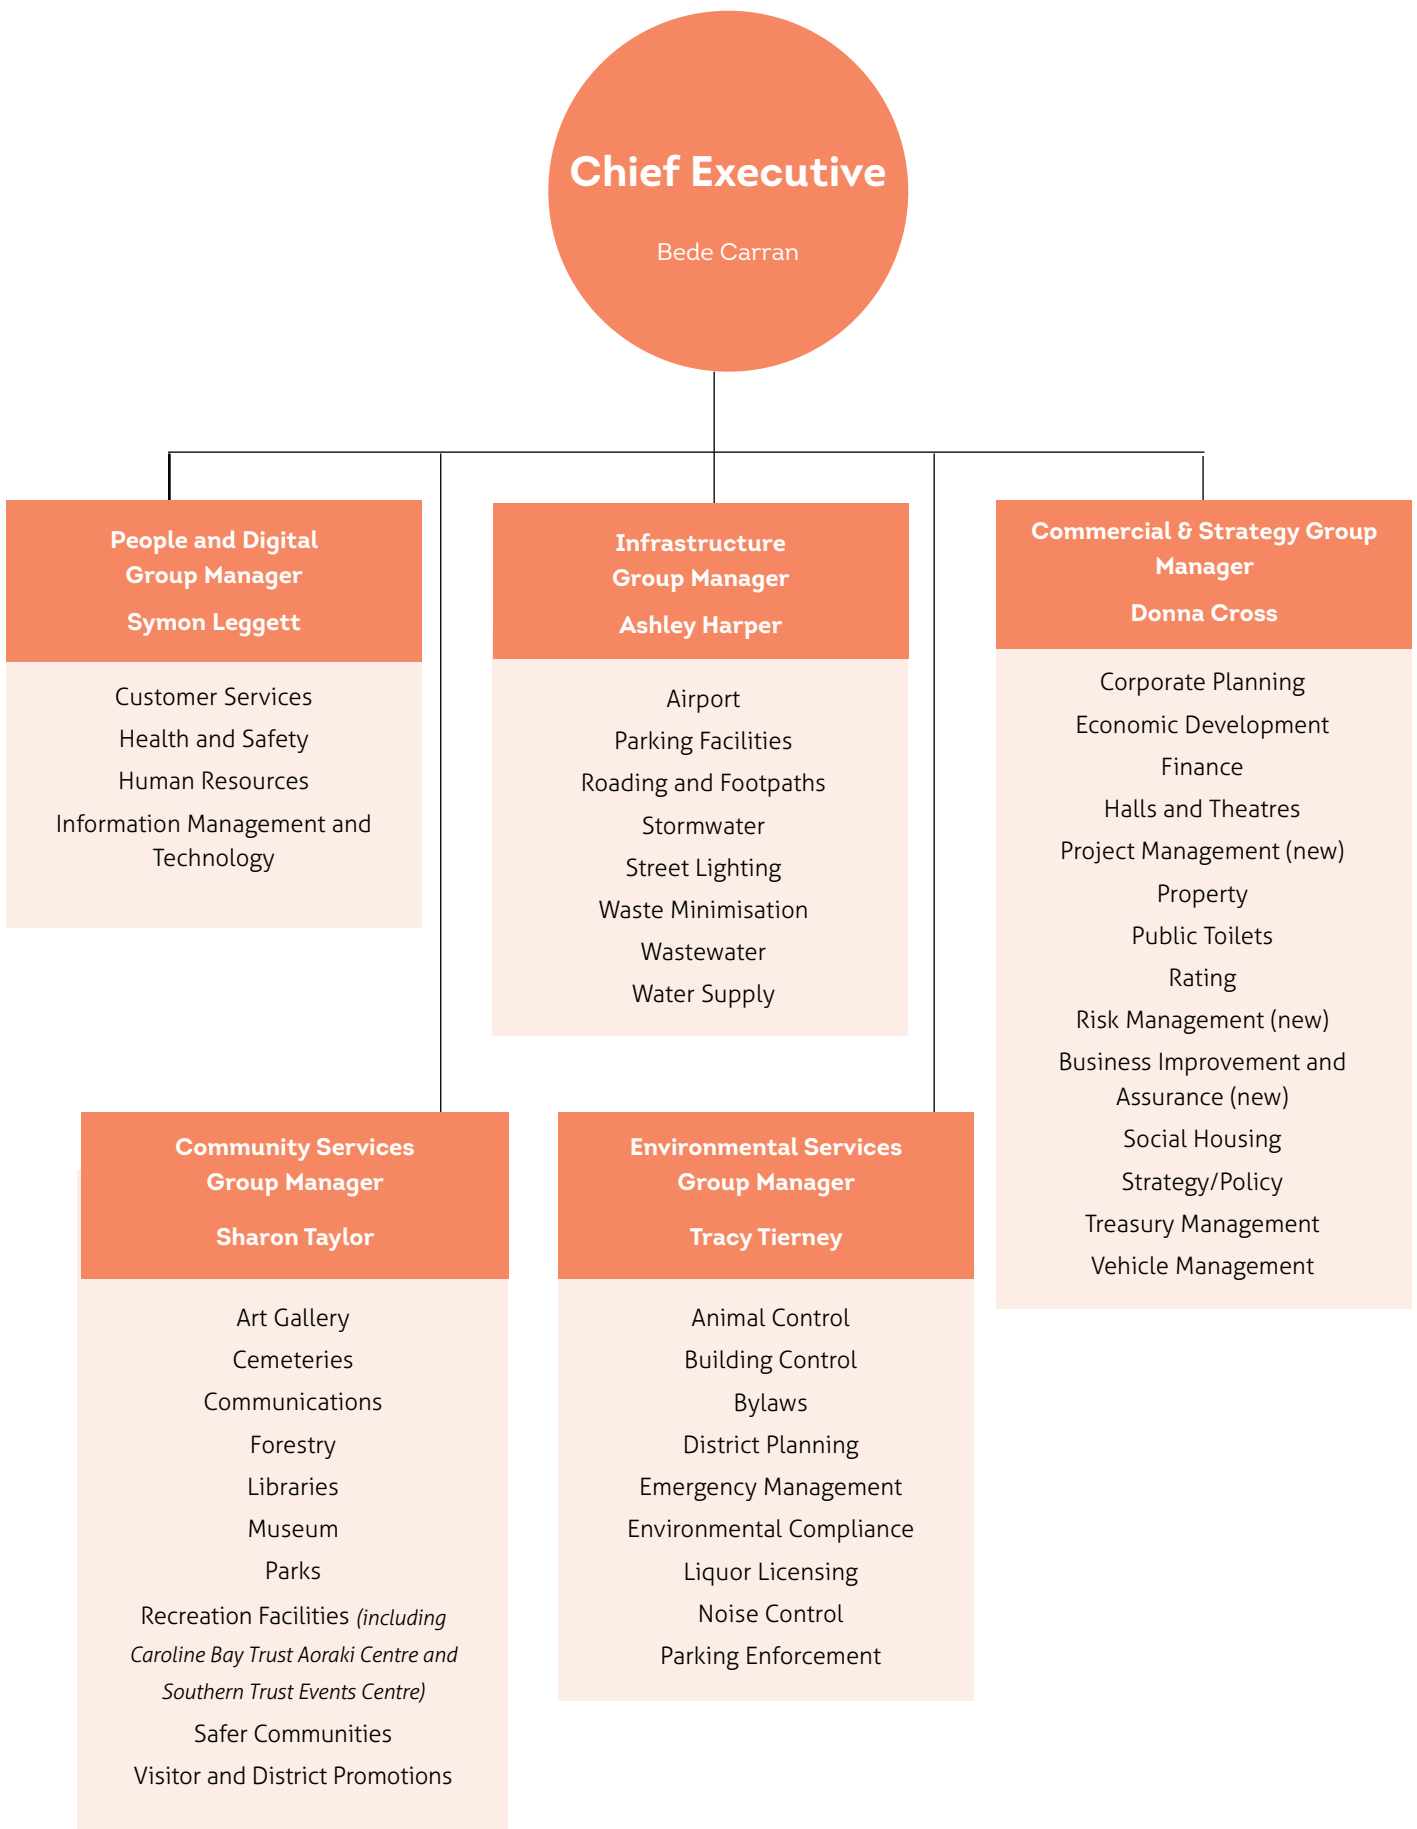 Chief Executive
Bede Carran
People and Digital
Group Manager
Symon Leggett
Customer Services
Health and Safety
Human Resources
Information Management and
Technology
Infrastructure
Group Manager
Ashley Harper
Airport
Parking Facilities
Roading and Footpaths
Stormwater
Street Lighting
Waste Minimisation
Wastewater
Water Supply
Commercial & Strategy Group
Manager
Donna Cross
Corporate Planning
Economic Development
Finance
Halls and Theatres
Project Management (new)
Property
Public Toilets
Rating
Risk Management (new)
Business Improvement and
Assurance (new)
Social Housing
Strategy/Policy
Treasury Management
Vehicle Management
Community Services
Group Manager
Sharon Taylor
Art Gallery
Cemeteries
Communications
Forestry
Libraries
Museum
Parks
Recreation Facilities (including
Caroline Bay Trust Aoraki Centre and
Southern Trust Events Centre)
Safer Communities
Visitor and District Promotions
Environmental Services
Group Manager
Tracy Tierney
Animal Control
Building Control
Bylaws
District Planning
Emergency Management
Environmental Compliance
Liquor Licensing
Noise Control
Parking Enforcement